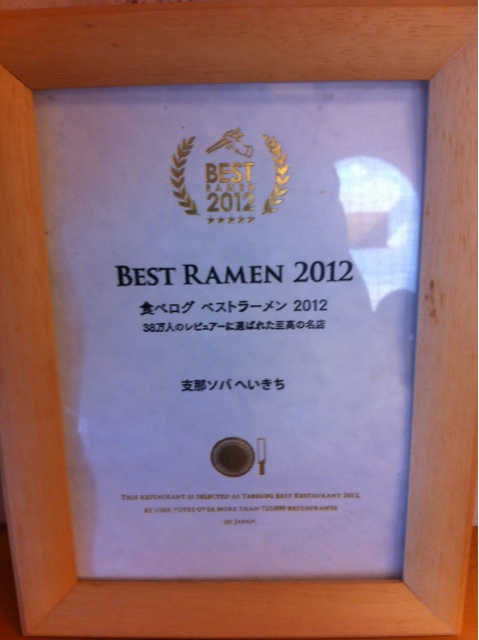 BEST
RAMEN
2012
BEST RAMEN 2012
食べログ ベストラーメン 2012
38万人のレビュアーに選ばれた至高の名店
支那ソバ へいきち
THIS RESTAURANT IS SELECTED AS TABELOG BEST RESTAURANT 2012,
BY USER VOTES OVER MORE THAN 725,000 RESTAURANTS
IN JAPAN.